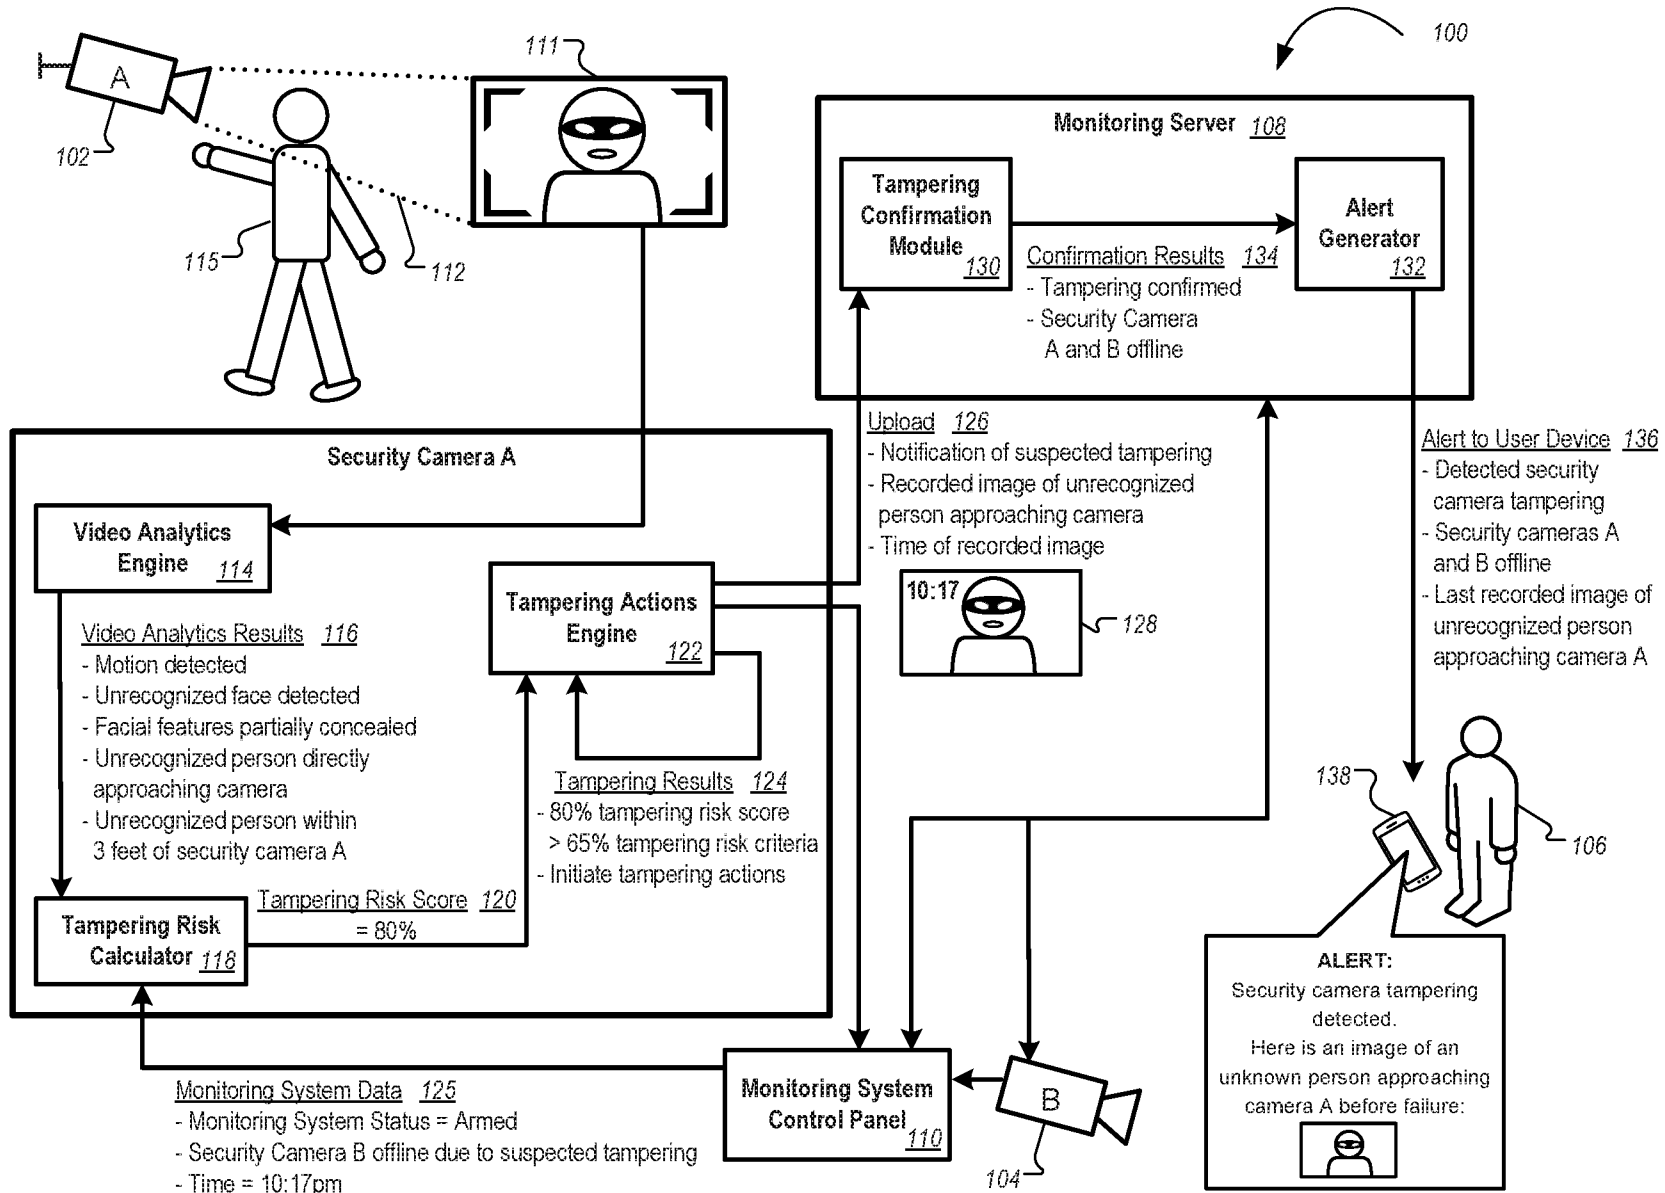 100
111
A
102
115
112
Monitoring Server 108
Tampering
Confirmation
Module 130
Alert
Generator
132
Confirmation Results 134
- Tampering confirmed
- Security Camera
A and B offline
Upload 126
- Notification of suspected tampering
- Recorded image of unrecognized
person approaching camera
- Time of recorded image
10:17
128
Alert to User Device 136
- Detected security
camera tampering
- Security cameras A
and B offline
- Last recorded image of
unrecognized person
approaching camera A
Security Camera A
Video Analytics
Engine 114
Video Analytics Results 116
- Motion detected
- Unrecognized face detected
- Facial features partially concealed
- Unrecognized person directly
approaching camera
- Unrecognized person within
3 feet of security camera A
Tampering Actions
Engine
122
Tampering Results 124
- 80% tampering risk score
> 65% tampering risk criteria
- Initiate tampering actions
Tampering Risk
Calculator 118
Tampering Risk Score 120
= 80%
Monitoring System Data 125
- Monitoring System Status = Armed
- Security Camera B offline due to suspected tampering
- Time = 10:17pm
Monitoring System
Control Panel
110
B
104
138
106
ALERT:
Security camera tampering
detected.
Here is an image of an
unknown person approaching
camera A before failure: